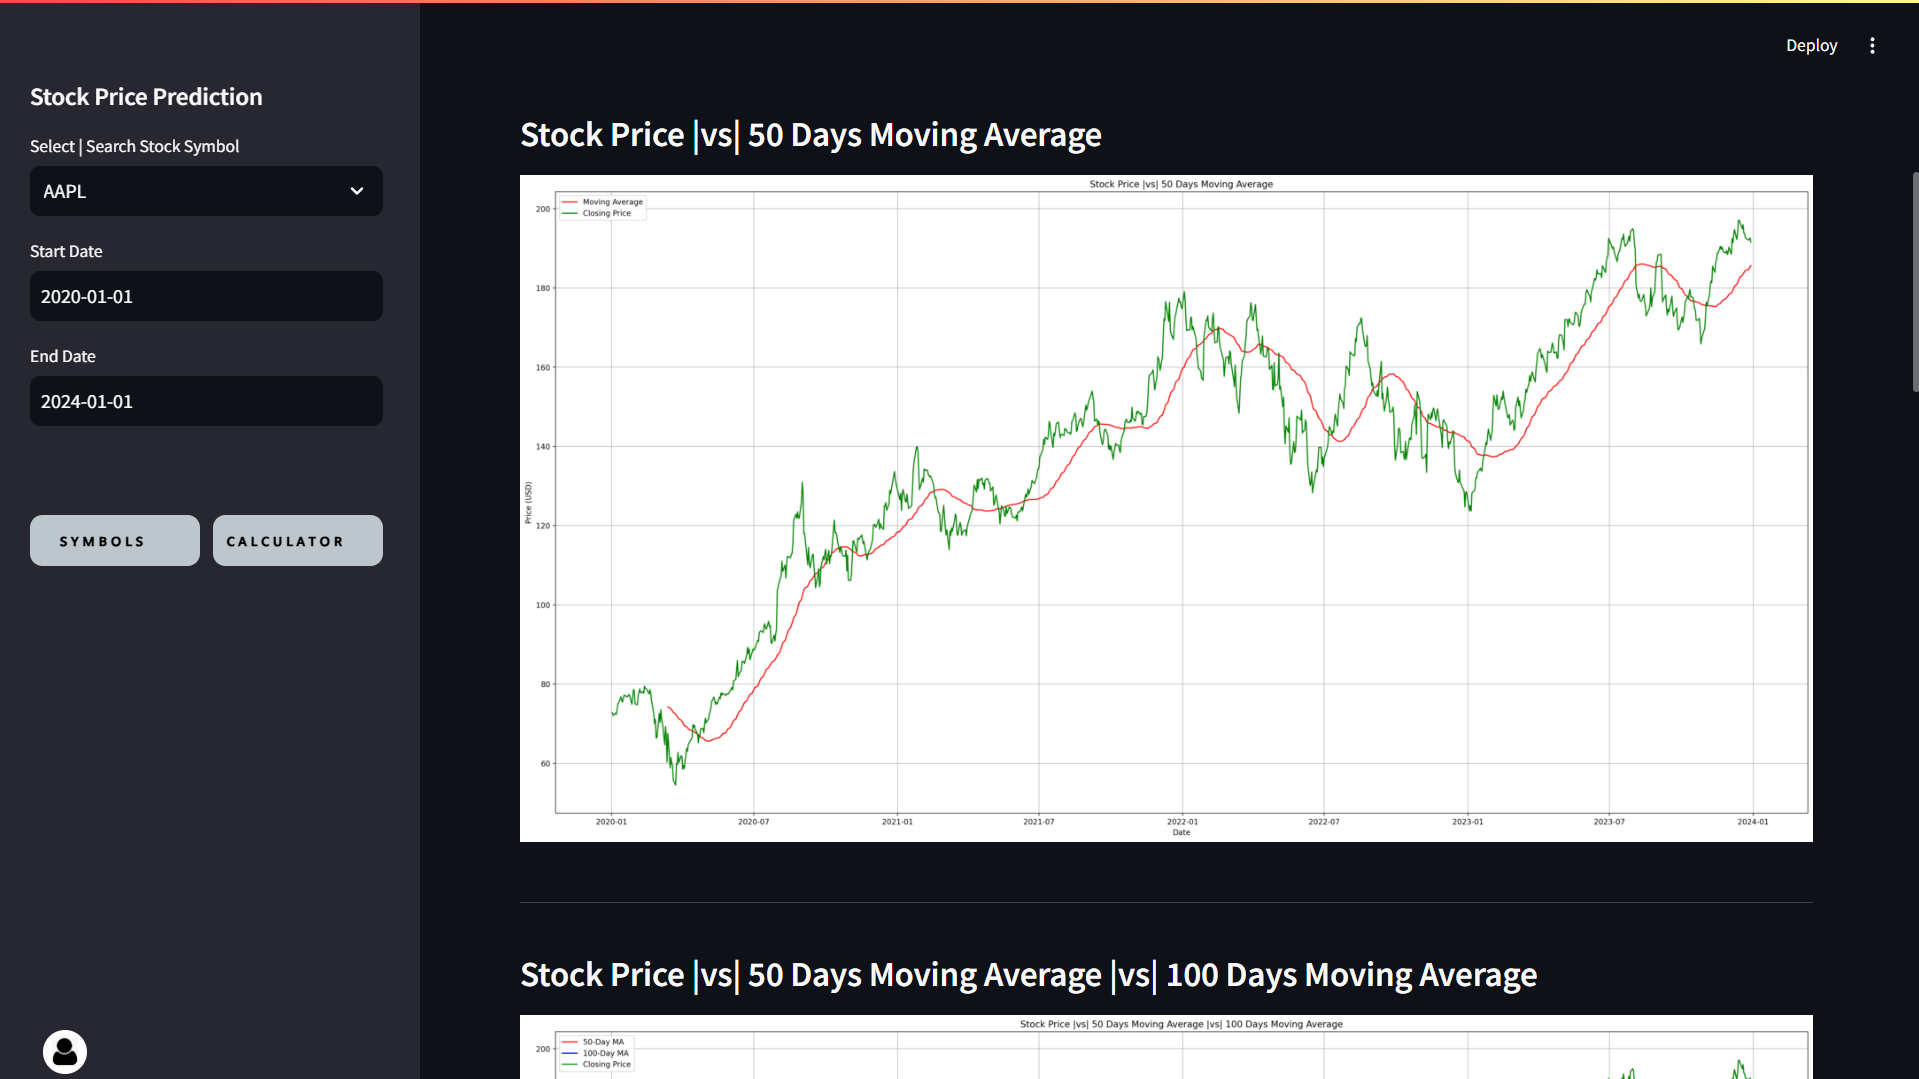 Deploy
Stock Price Prediction
Select | Search Stock Symbol
AAPL
Start Date
2020-01-01
End Date
2024-01-01
SYMBOLS
CALCULATOR
Stock Price |vs| 50 Days Moving Average
Stock Price |vs| 50 Days Moving Average
Moving Average
Closing Price
200
180
160
140
120
100
80
60
Price (USD)
2020-01
2020-07
2021-01
2021-07
2022-01
2022-07
2023-01
2023-07
2024-01
Date
Stock Price |vs| 50 Days Moving Average |vs| 100 Days Moving Average
Stock Price |vs| 50 Days Moving Average |vs| 100 Days Moving Average
50-Day MA
100-Day MA
Closing Price
200